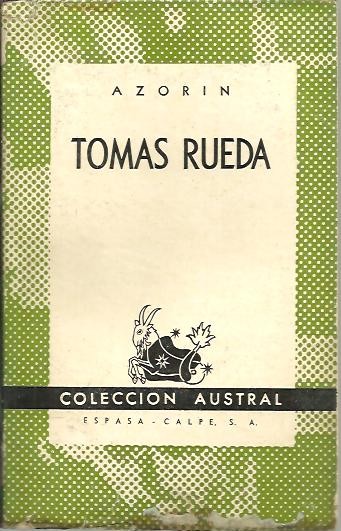 AZORIN
TOMAS RUEDA
COLECCION AUSTRAL
ESPASA - CALPE, S. A.